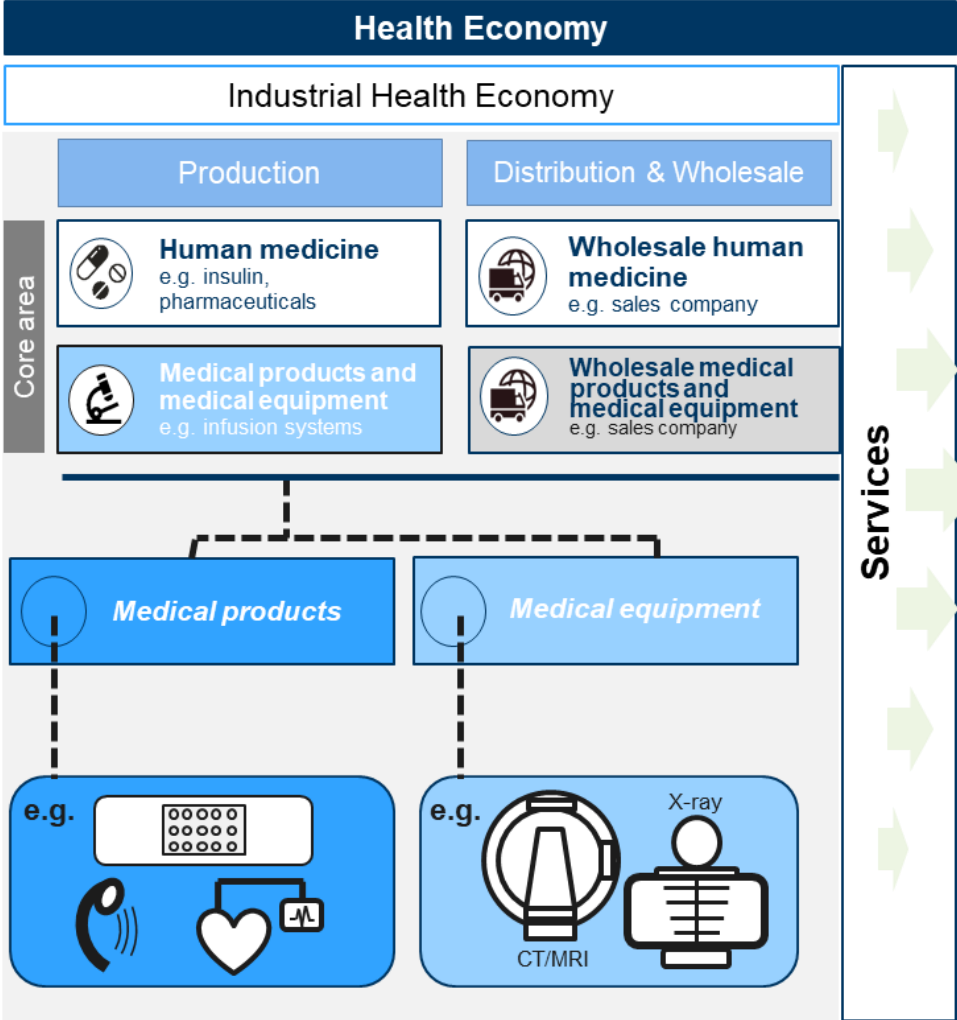 Health Economy
Industrial Health Economy
Production
Distribution & Wholesale
Core area
Human medicine
e.g. insulin,
pharmaceuticals
Wholesale human
medicine
e.g. sales company
Medical products and
medical equipment
e.g. infusion systems
Wholesale medical
products and
medical equipment
e.g. sales company
Services
Medical products
Medical equipment
e.g.
e.g.
X-ray
CT/MRI